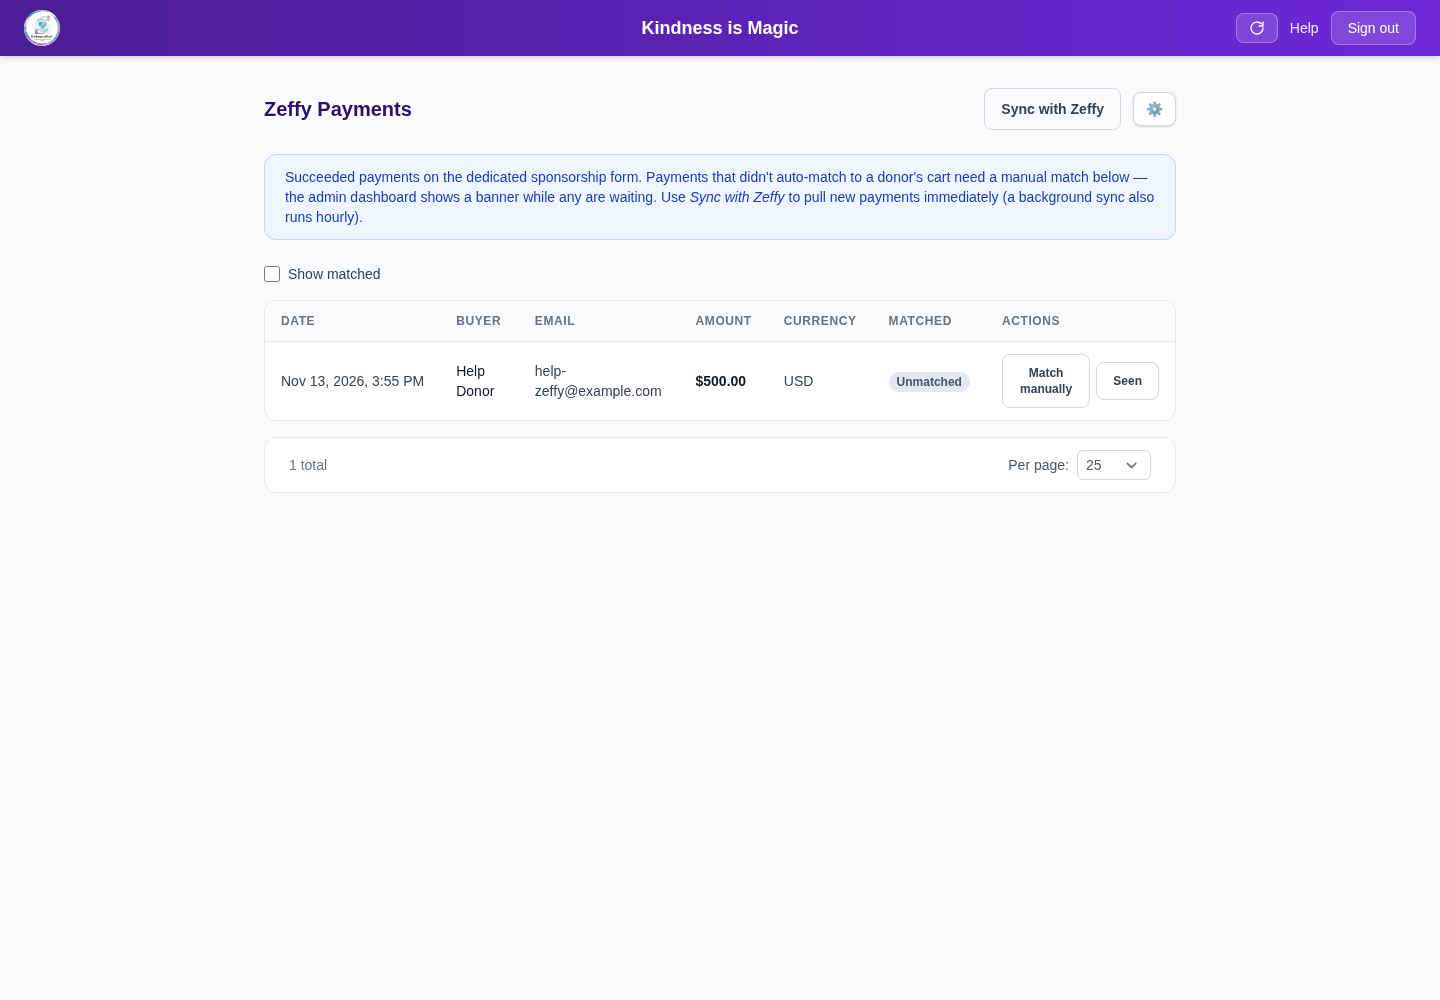 Kindness is Magic
Help
Sign out
Zeffy Payments
Sync with Zeffy
Succeeded payments on the dedicated sponsorship form. Payments that didn't auto-match to a donor's cart need a manual match below —
the admin dashboard shows a banner while any are waiting. Use Sync with Zeffy to pull new payments immediately (a background sync also
runs hourly).
Show matched
DATE BUYER EMAIL AMOUNT CURRENCY MATCHED ACTIONS
Nov 13, 2026, 3:55 PM
Help
Donor
help-
zeffy@example.com
$500.00
USD
Unmatched
Match
manually
Seen
1 total
Per page: 25